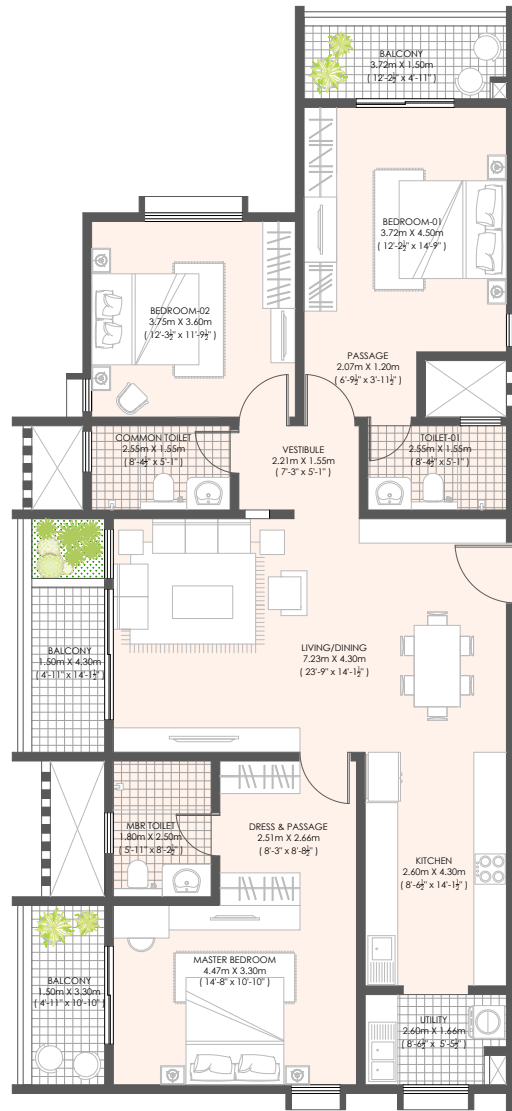 BALCONY
3.72m X 1.50m
( 12'-2½" x 4'-11" )
BEDROOM-01
3.72m X 4.50m
( 12'-2½" x 14'-9" )
BEDROOM-02
3.75m X 3.60m
( 12'-3½" x 11'-9½" )
PASSAGE
2.07m X 1.20m
( 6'-9½" x 3'-11½" )
COMMON TOILET
2.55m X 1.55m
( 8'-4½" x 5'-1" )
VESTIBULE
2.21m X 1.55m
( 7'-3" x 5'-1" )
TOILET-01
2.55m X 1.55m
( 8'-4½" x 5'-1" )
BALCONY
1.50m X 4.30m
( 4'-11" x 14'-1½" )
LIVING/DINING
7.23m X 4.30m
( 23'-9" x 14'-1½" )
MBR TOILET
1.80m X 2.50m
( 5'-11" x 8'-2½" )
DRESS & PASSAGE
2.51m X 2.66m
( 8'-3" x 8'-8½" )
KITCHEN
2.60m X 4.30m
( 8'-6½" x 14'-1½" )
MASTER BEDROOM
4.47m X 3.30m
( 14'-8" x 10'-10" )
BALCONY
1.50m X 3.30m
( 4'-11" x 10'-10" )
UTILITY
2.60m X 1.66m
( 8'-6½" x 5'-5½" )